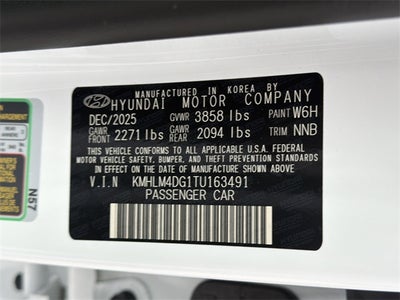 MANUFACTURED IN KOREA BY
HYUNDAI MOTOR COMPANY
DEC/2025 GVWR 3858 lbs PAINT W6H
GAWR FRONT 2271 lbs GAWR REAR 2094 lbs TRIM NNB
THIS VEHICLE CONFORMS TO ALL APPLICABLE U.S. FEDERAL
MOTOR VEHICLE SAFETY, BUMPER, AND THEFT PREVENTION
STANDARDS IN EFFECT ON THE DATE OF MANUFACTURE
SHOWN ABOVE
V.I.N KMHLM4DG1TU163491
PASSENGER CAR
N57